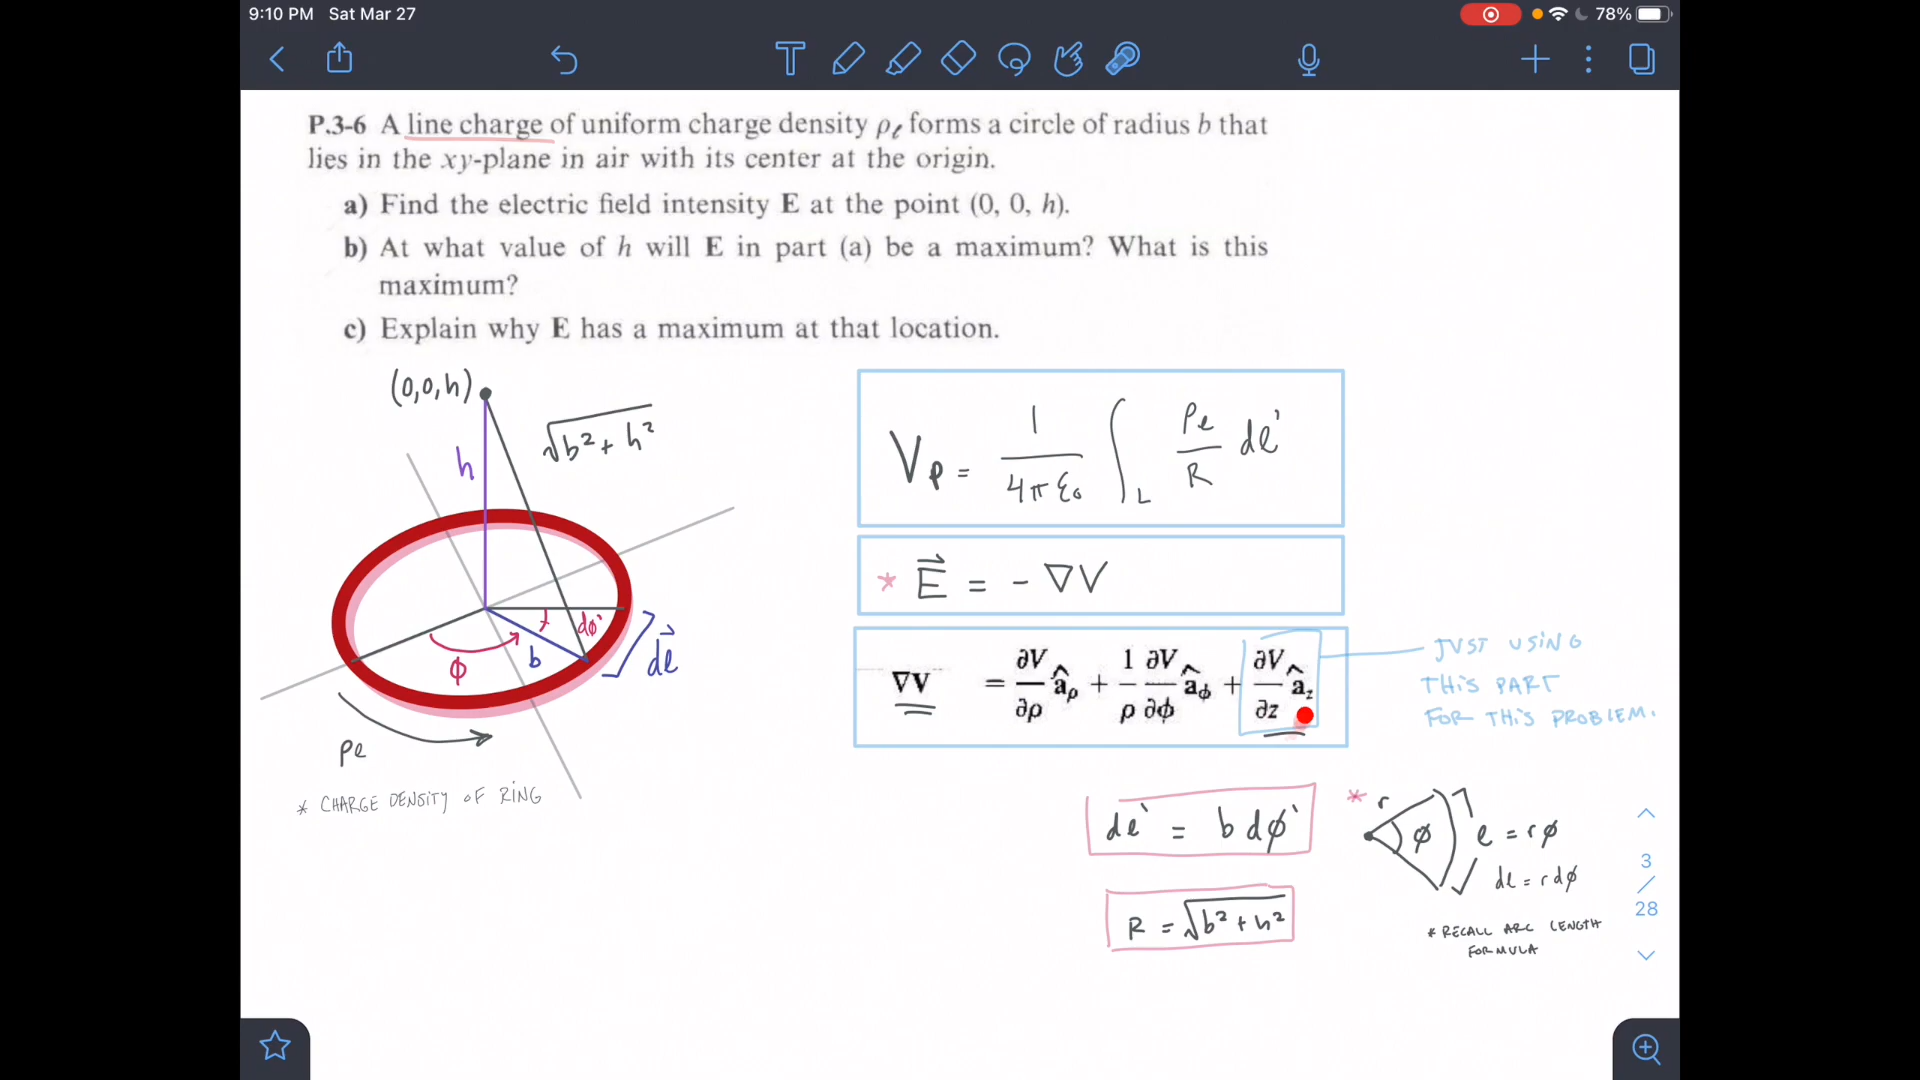 9:10 PM Sat Mar 27
78%
P.3-6 A line charge of uniform charge density ρℓ forms a circle of radius b that
lies in the xy-plane in air with its center at the origin.
a) Find the electric field intensity E at the point (0, 0, h).
b) At what value of h will E in part (a) be a maximum? What is this
maximum?
c) Explain why E has a maximum at that location.
(0,0,h)
√b² + h²
h
dϕ'
ϕ
b
dℓ⃗
ρℓ
* CHARGE DENSITY OF RING
Vp = 1/4πε₀ ∫L ρℓ/R dℓ'
* E⃗ = - ∇V
∇V = ∂V/∂ρ âρ + 1/ρ ∂V/∂ϕ âϕ + ∂V/∂z âz
JUST USING
THIS PART
FOR THIS PROBLEM.
dℓ' = b dϕ'
R = √b² + h²
* r
ϕ
ℓ = rϕ
dℓ = r dϕ
* RECALL ARC LENGTH
FORMULA
3
/
28